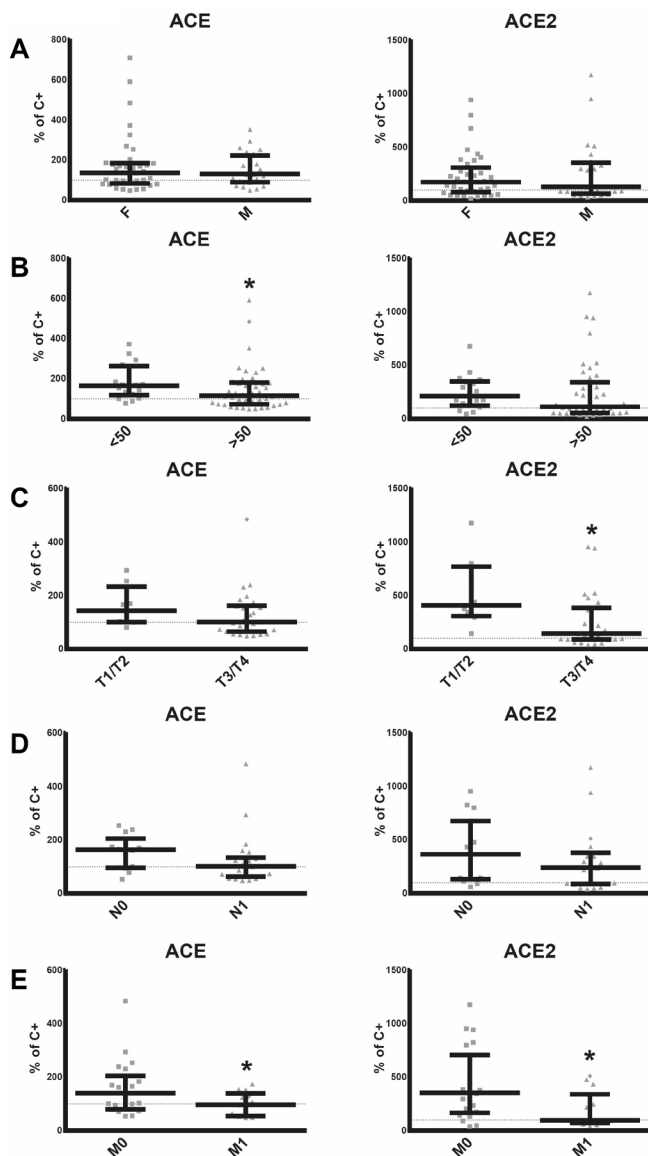 ACE ACE2
A
% of C+ 800 600 400 200 0 % of C+ 1500 1000 500 0
F M F M
ACE ACE2
B
% of C+ 800 600 400 200 0 * % of C+ 1500 1000 500 0
<50 >50 <50 >50
ACE ACE2
C
% of C+ 600 400 200 0 % of C+ 1500 1000 500 0 *
T1/T2 T3/T4 T1/T2 T3/T4
ACE ACE2
D
% of C+ 600 400 200 0 % of C+ 1500 1000 500 0
N0 N1 N0 N1
ACE ACE2
E
% of C+ 600 400 200 0 * % of C+ 1500 1000 500 0 *
M0 M1 M0 M1